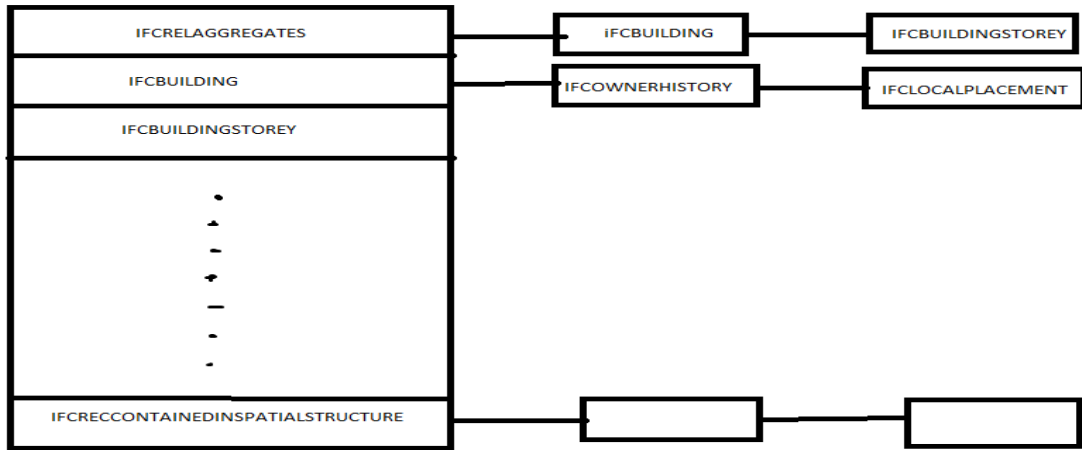 IFCRELAGGREGATES
iFCBUILDING
IFCBUILDINGSTOREY
IFCBUILDING
IFCOWNERHISTORY
IFCLOCALPLACEMENT
IFCBUILDINGSTOREY
IFCRECCONTAINEDINSPATIALSTRUCTURE